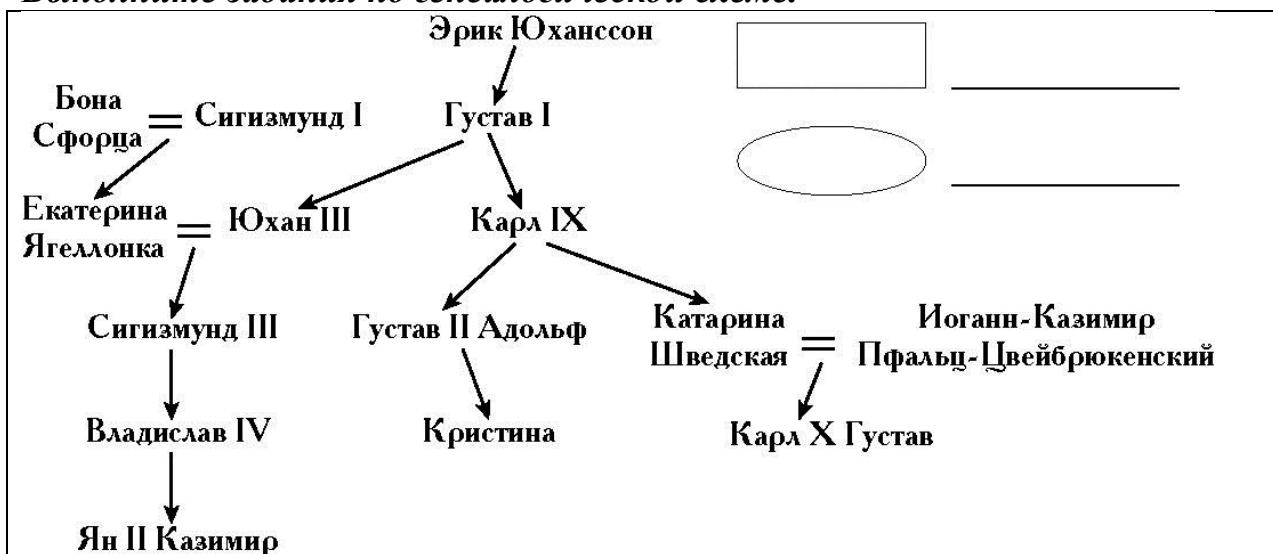 Выполните задания по генеалогической схеме.
Эрик Юханссон
Бона
Сфорца = Сигизмунд I
Густав I
Екатерина
Ягеллонка = Юхан III
Карл IX
Сигизмунд III
Густав II Адольф
Катарина
Шведская =
Иоганн-Казимир
Пфальц-Цвейбрюкенский
Владислав IV
Кристина
Карл X Густав
Ян II Казимир